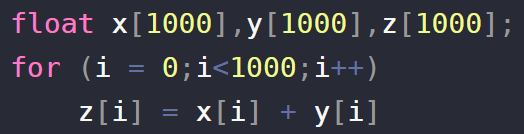 float x[1000],y[1000],z[1000];
for (i = 0;i<1000;i++)
    z[i] = x[i] + y[i]